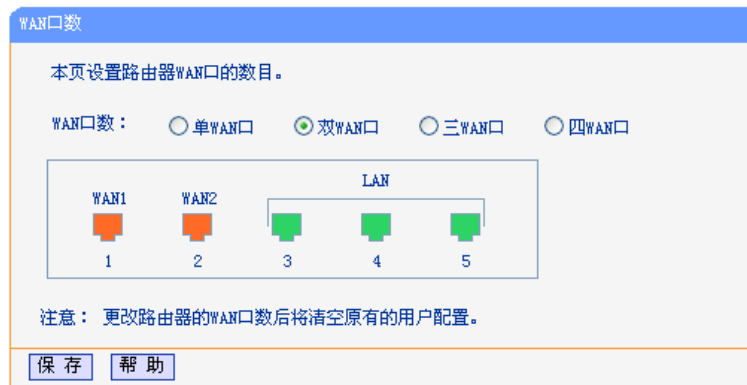 WAN口数
本页设置路由器WAN口的数目。
WAN口数： 单WAN口 双WAN口 三WAN口 四WAN口
LAN
WAN1 WAN2
1 2 3 4 5
注意： 更改路由器的WAN口数后将清空原有的用户配置。
保 存 帮 助